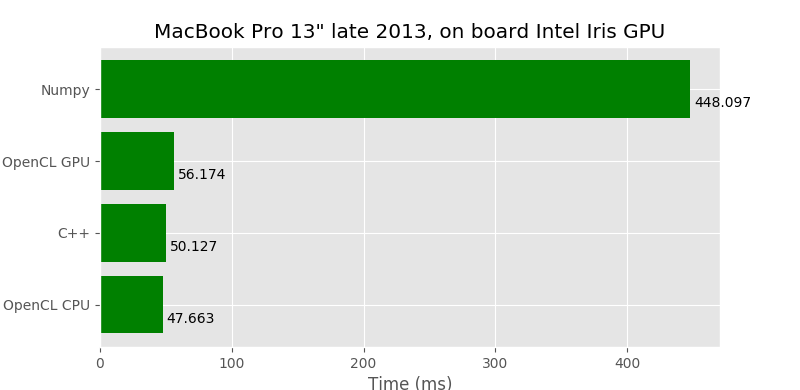 MacBook Pro 13" late 2013, on board Intel Iris GPU
Numpy
448.097
OpenCL GPU
56.174
C++
50.127
OpenCL CPU
47.663
0 100 200 300 400
Time (ms)